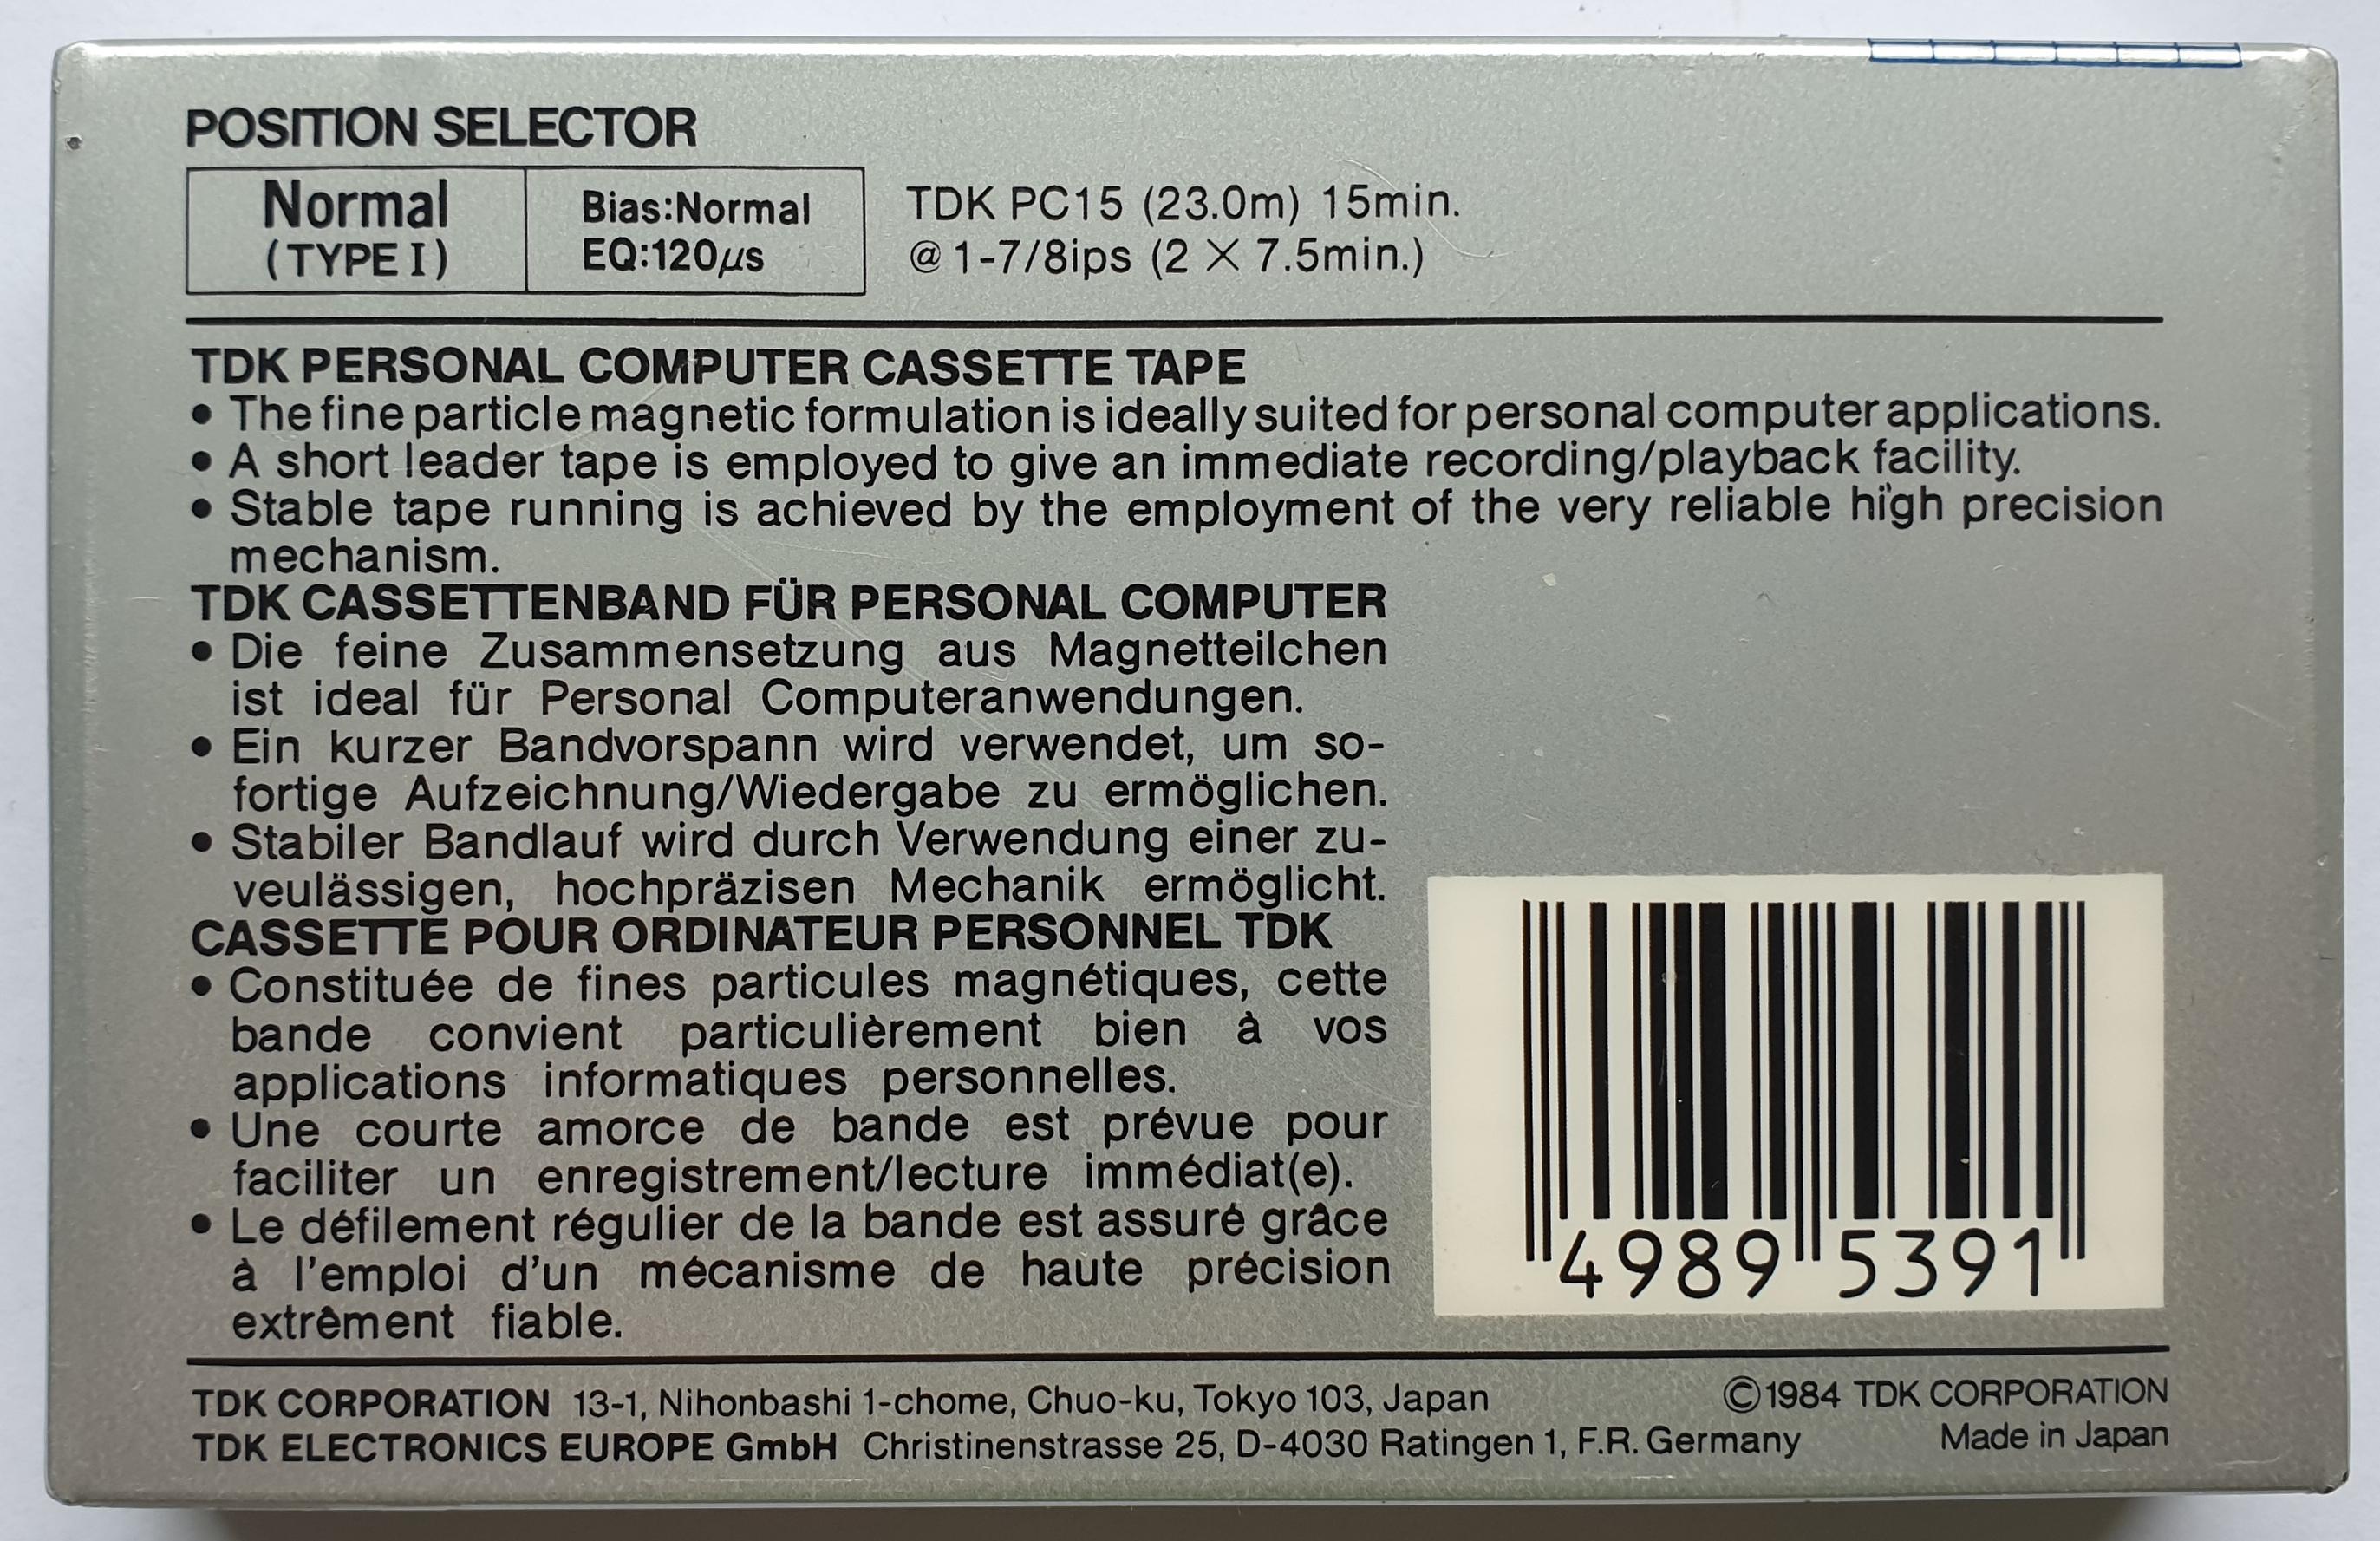 POSITION SELECTOR
Normal
(TYPE I)
Bias:Normal
EQ:120μs
TDK PC15 (23.0m) 15min.
@ 1-7/8ips (2 × 7.5min.)
TDK PERSONAL COMPUTER CASSETTE TAPE
• The fine particle magnetic formulation is ideally suited for personal computer applications.
• A short leader tape is employed to give an immediate recording/playback facility.
• Stable tape running is achieved by the employment of the very reliable high precision
mechanism.
TDK CASSETTENBAND FÜR PERSONAL COMPUTER
• Die feine Zusammensetzung aus Magnetteilchen
ist ideal für Personal Computeranwendungen.
• Ein kurzer Bandvorspann wird verwendet, um so-
fortige Aufzeichnung/Wiedergabe zu ermöglichen.
• Stabiler Bandlauf wird durch Verwendung einer zu-
veulässigen, hochpräzisen Mechanik ermöglicht.
CASSETTE POUR ORDINATEUR PERSONNEL TDK
• Constituée de fines particules magnétiques, cette
bande convient particulièrement bien à vos
applications informatiques personnelles.
• Une courte amorce de bande est prévue pour
faciliter un enregistrement/lecture immédiat(e).
• Le défilement régulier de la bande est assuré grâce
à l'emploi d'un mécanisme de haute précision
extrêment fiable.
4989 5391
TDK CORPORATION 13-1, Nihonbashi 1-chome, Chuo-ku, Tokyo 103, Japan
©1984 TDK CORPORATION
TDK ELECTRONICS EUROPE GmbH Christinenstrasse 25, D-4030 Ratingen 1, F.R. Germany
Made in Japan